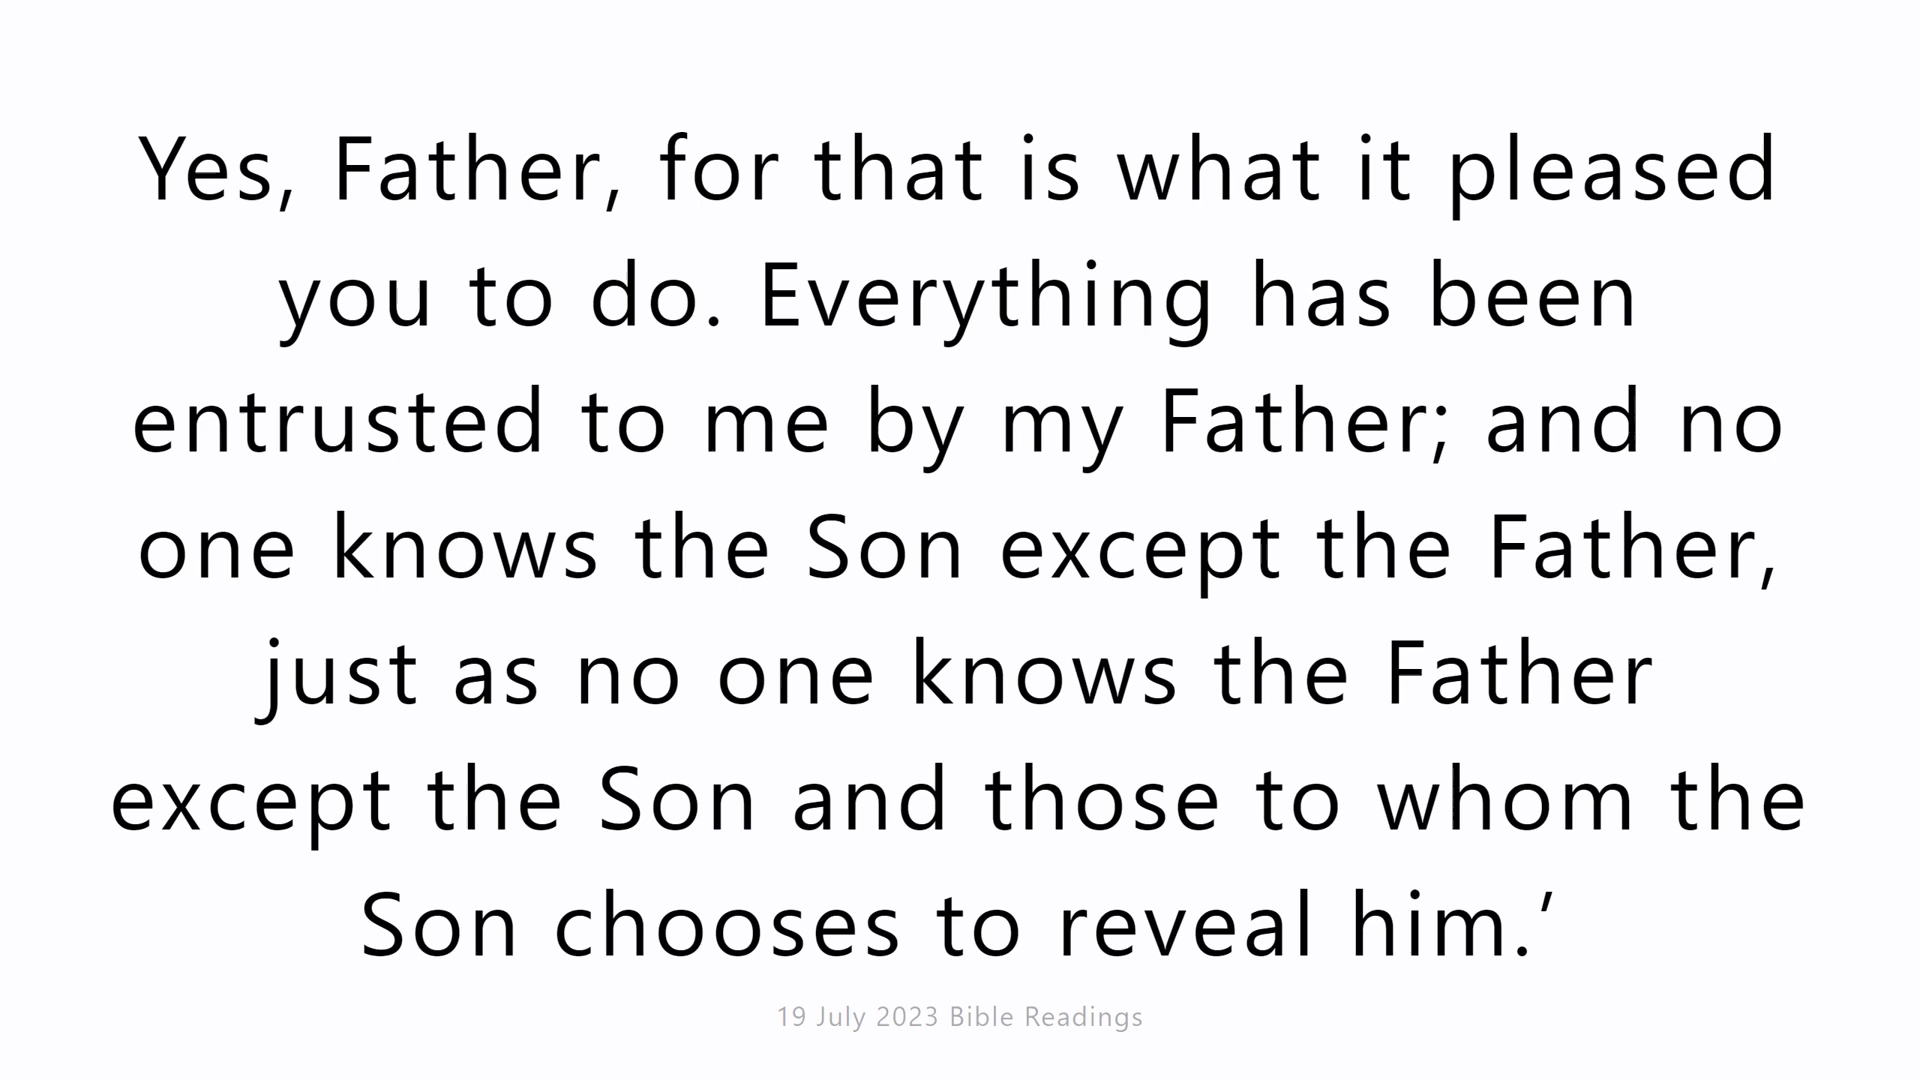 Yes, Father, for that is what it pleased
you to do. Everything has been
entrusted to me by my Father; and no
one knows the Son except the Father,
just as no one knows the Father
except the Son and those to whom the
Son chooses to reveal him.’
19 July 2023 Bible Readings